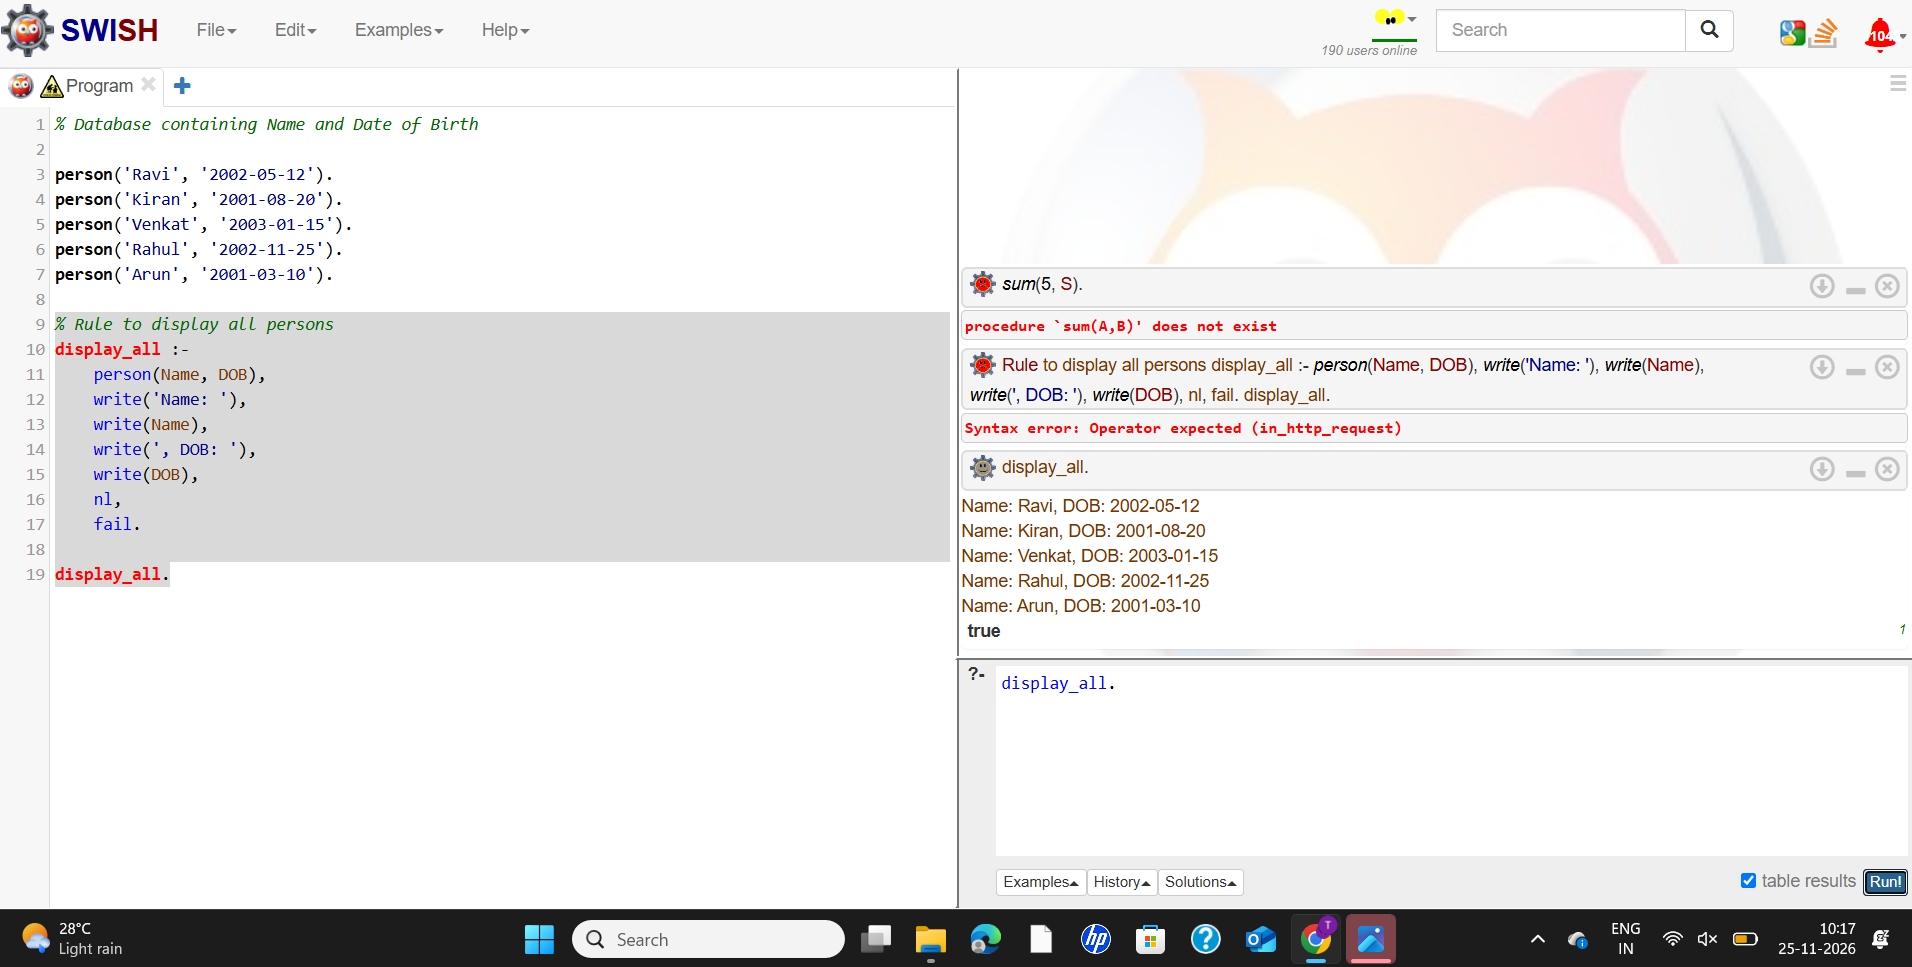 SWISH File Edit Examples Help
190 users online
Search
104
Program
1 % Database containing Name and Date of Birth
2
3 person('Ravi', '2002-05-12').
4 person('Kiran', '2001-08-20').
5 person('Venkat', '2003-01-15').
6 person('Rahul', '2002-11-25').
7 person('Arun', '2001-03-10').
8
9 % Rule to display all persons
10 display_all :-
11     person(Name, DOB),
12     write('Name: '),
13     write(Name),
14     write(', DOB: '),
15     write(DOB),
16     nl,
17     fail.
18
19 display_all.
sum(5, S).
procedure `sum(A,B)' does not exist
Rule to display all persons display_all :- person(Name, DOB), write('Name: '), write(Name),
write(', DOB: '), write(DOB), nl, fail. display_all.
Syntax error: Operator expected (in_http_request)
display_all.
Name: Ravi, DOB: 2002-05-12
Name: Kiran, DOB: 2001-08-20
Name: Venkat, DOB: 2003-01-15
Name: Rahul, DOB: 2002-11-25
Name: Arun, DOB: 2001-03-10
true
1
?- display_all.
Examples History Solutions
table results Run!
28°C
Light rain
Search
hp
T
ENG
IN
10:17
25-11-2026